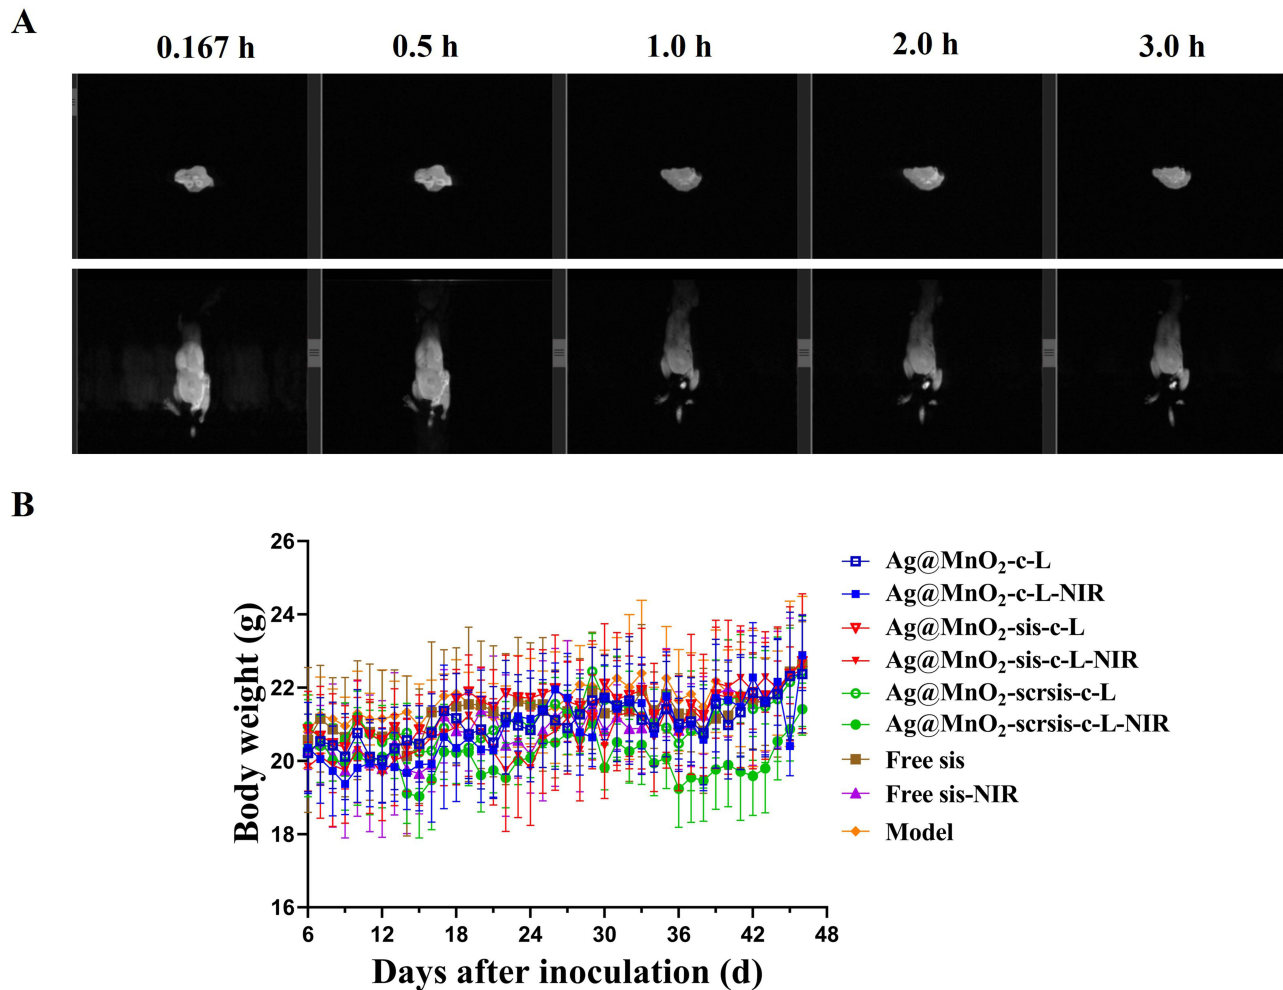 A
0.167 h 0.5 h 1.0 h 2.0 h 3.0 h
B
Body weight (g)
26
24
22
20
18
16
6 12 18 24 30 36 42 48
Days after inoculation (d)
Ag@MnO₂-c-L
Ag@MnO₂-c-L-NIR
Ag@MnO₂-sis-c-L
Ag@MnO₂-sis-c-L-NIR
Ag@MnO₂-scrsis-c-L
Ag@MnO₂-scrsis-c-L-NIR
Free sis
Free sis-NIR
Model